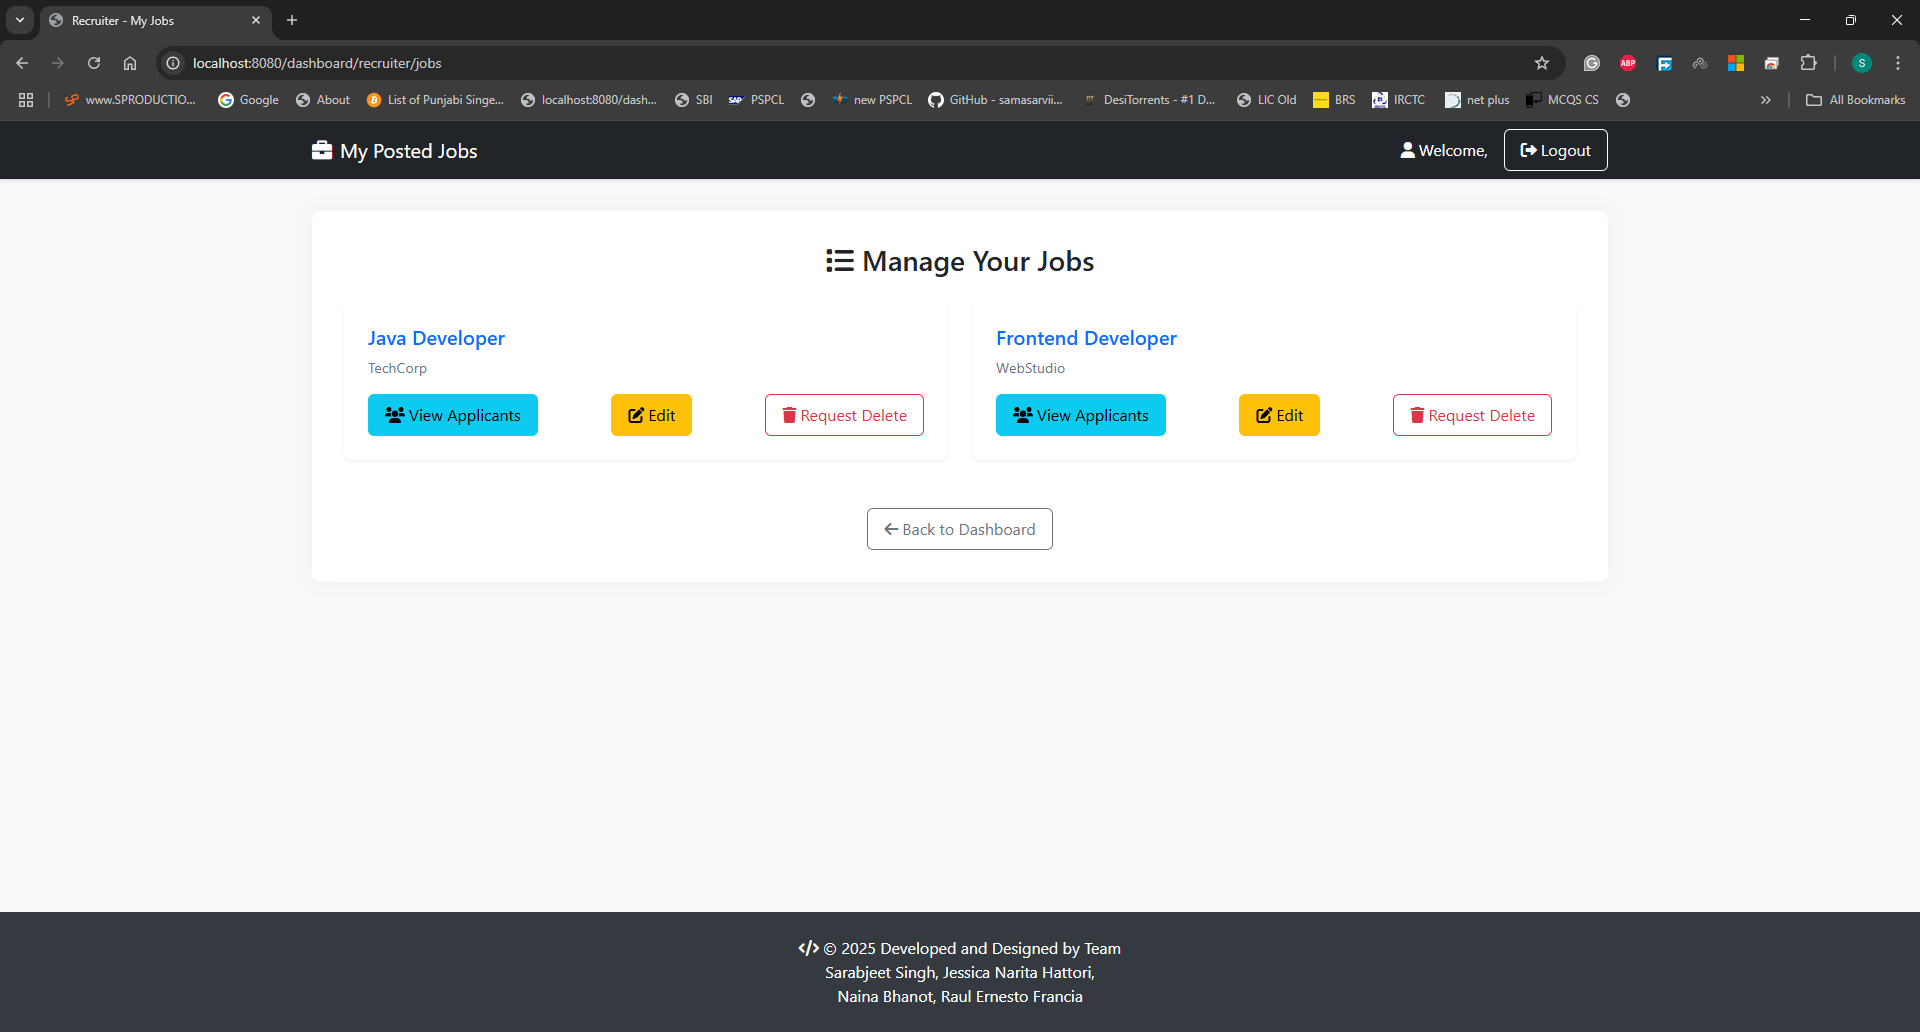 Recruiter - My Jobs
localhost:8080/dashboard/recruiter/jobs
ABP
S
www.SPRODUCTIO...
Google
About
List of Punjabi Singe...
localhost:8080/dash...
SBI
SAP
PSPCL
new PSPCL
GitHub - samasarvii...
DesiTorrents - #1 D...
LIC Old
BRS
IRCTC
net plus
MCQS CS
All Bookmarks
My Posted Jobs
Welcome,
Logout
Manage Your Jobs
Java Developer
TechCorp
View Applicants
Edit
Request Delete
Frontend Developer
WebStudio
View Applicants
Edit
Request Delete
Back to Dashboard
© 2025 Developed and Designed by Team
Sarabjeet Singh, Jessica Narita Hattori,
Naina Bhanot, Raul Ernesto Francia